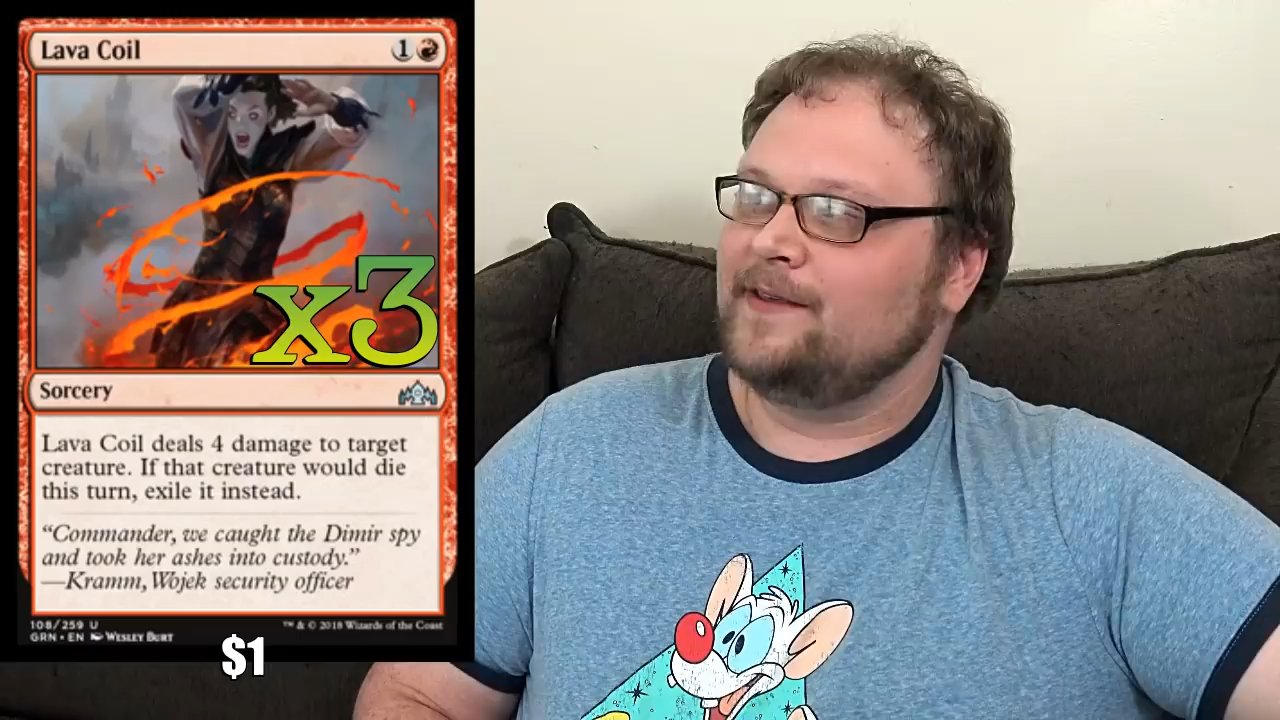 Lava Coil 1
x3
Sorcery
Lava Coil deals 4 damage to target
creature. If that creature would die
this turn, exile it instead.
“Commander, we caught the Dimir spy
and took her ashes into custody.”
—Kramm, Wojek security officer
108/259 U
GRN • EN WESLEY BURT
™ & © 2018 Wizards of the Coast
$1